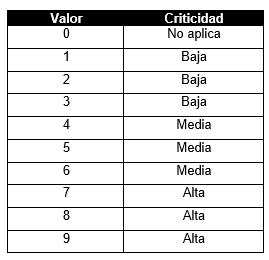 Valor Criticidad
0 No aplica
1 Baja
2 Baja
3 Baja
4 Media
5 Media
6 Media
7 Alta
8 Alta
9 Alta